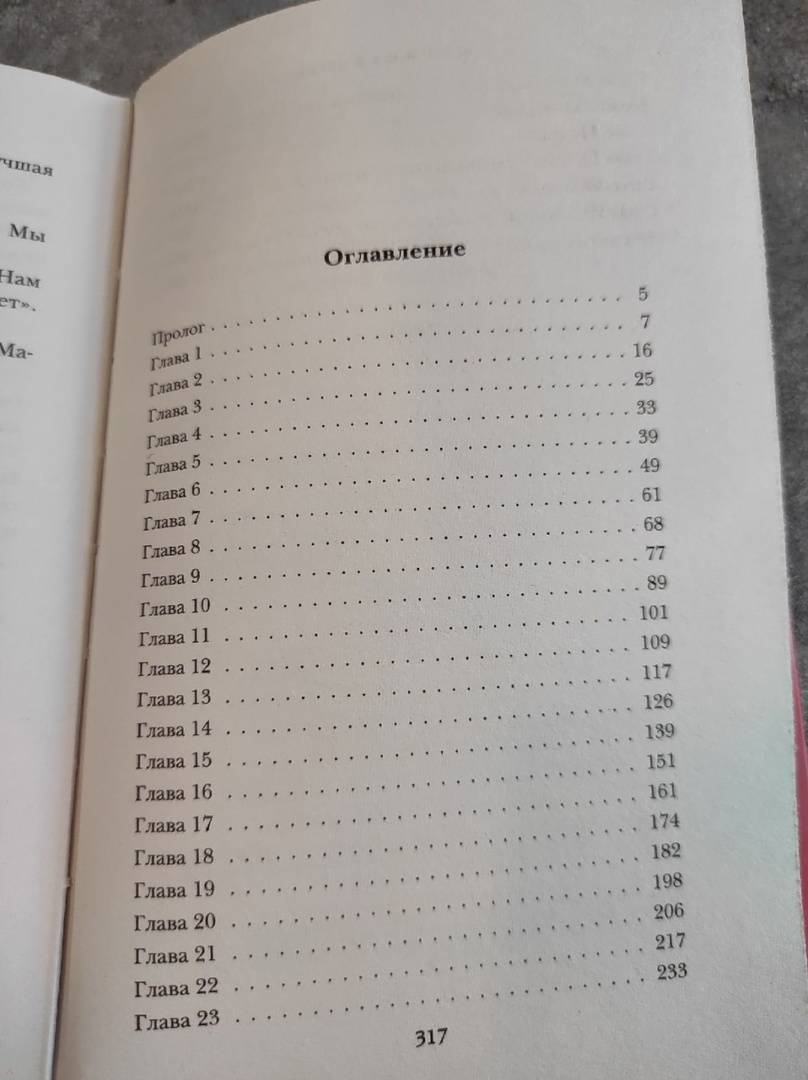 учшая
Мы
Нам
ет».
Ма-
Оглавление
Пролог . . . . . . . . . . . . . . . . . . . . . . . . . 5
Глава 1 . . . . . . . . . . . . . . . . . . . . . . . . . 7
Глава 2 . . . . . . . . . . . . . . . . . . . . . . . . . 16
Глава 3 . . . . . . . . . . . . . . . . . . . . . . . . . 25
Глава 4 . . . . . . . . . . . . . . . . . . . . . . . . . 33
Глава 5 . . . . . . . . . . . . . . . . . . . . . . . . . 39
Глава 6 . . . . . . . . . . . . . . . . . . . . . . . . . 49
Глава 7 . . . . . . . . . . . . . . . . . . . . . . . . . 61
Глава 8 . . . . . . . . . . . . . . . . . . . . . . . . . 68
Глава 9 . . . . . . . . . . . . . . . . . . . . . . . . . 77
Глава 10 . . . . . . . . . . . . . . . . . . . . . . . . 89
Глава 11 . . . . . . . . . . . . . . . . . . . . . . . . 101
Глава 12 . . . . . . . . . . . . . . . . . . . . . . . . 109
Глава 13 . . . . . . . . . . . . . . . . . . . . . . . . 117
Глава 14 . . . . . . . . . . . . . . . . . . . . . . . . 126
Глава 15 . . . . . . . . . . . . . . . . . . . . . . . . 139
Глава 16 . . . . . . . . . . . . . . . . . . . . . . . . 151
Глава 17 . . . . . . . . . . . . . . . . . . . . . . . . 161
Глава 18 . . . . . . . . . . . . . . . . . . . . . . . . 174
Глава 19 . . . . . . . . . . . . . . . . . . . . . . . . 182
Глава 20 . . . . . . . . . . . . . . . . . . . . . . . . 198
Глава 21 . . . . . . . . . . . . . . . . . . . . . . . . 206
Глава 22 . . . . . . . . . . . . . . . . . . . . . . . . 217
Глава 23 . . . . . . . . . . . . . . . . . . . . . . . . 233
317